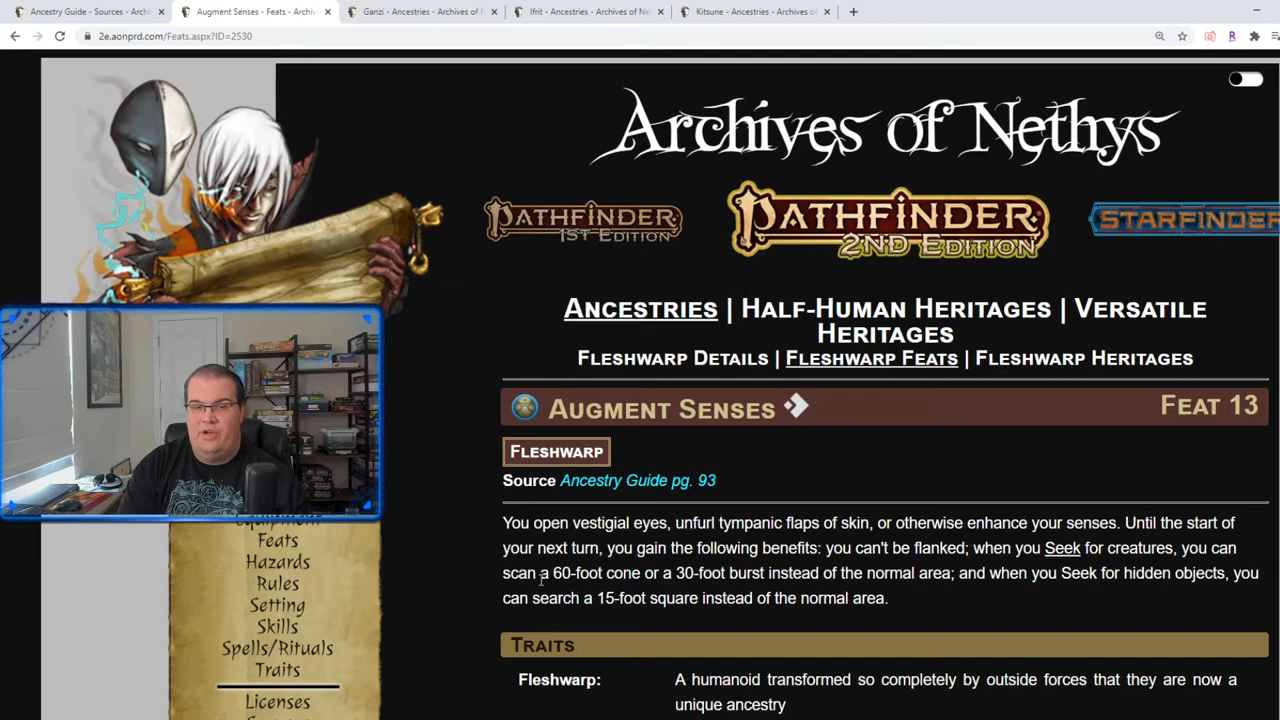 Ancestry Guide - Sources - Archi
Augment Senses - Feats - Archiv
Ganzi - Ancestries - Archives of N
Ifrit - Ancestries - Archives of Net
Kitsune - Ancestries - Archives of
2e.aonprd.com/Feats.aspx?ID=2530
Archives of Nethys
PATHFINDER
1ST EDITION
PATHFINDER
2ND EDITION
STARFINDER
ANCESTRIES | HALF-HUMAN HERITAGES | VERSATILE
HERITAGES
FLESHWARP DETAILS | FLESHWARP FEATS | FLESHWARP HERITAGES
AUGMENT SENSES
FEAT 13
FLESHWARP
Source Ancestry Guide pg. 93
You open vestigial eyes, unfurl tympanic flaps of skin, or otherwise enhance your senses. Until the start of
your next turn, you gain the following benefits: you can't be flanked; when you Seek for creatures, you can
scan a 60-foot cone or a 30-foot burst instead of the normal area; and when you Seek for hidden objects, you
can search a 15-foot square instead of the normal area.
TRAITS
Fleshwarp: A humanoid transformed so completely by outside forces that they are now a
unique ancestry
Equipment
Feats
Hazards
Rules
Setting
Skills
Spells/Rituals
Traits
Licenses